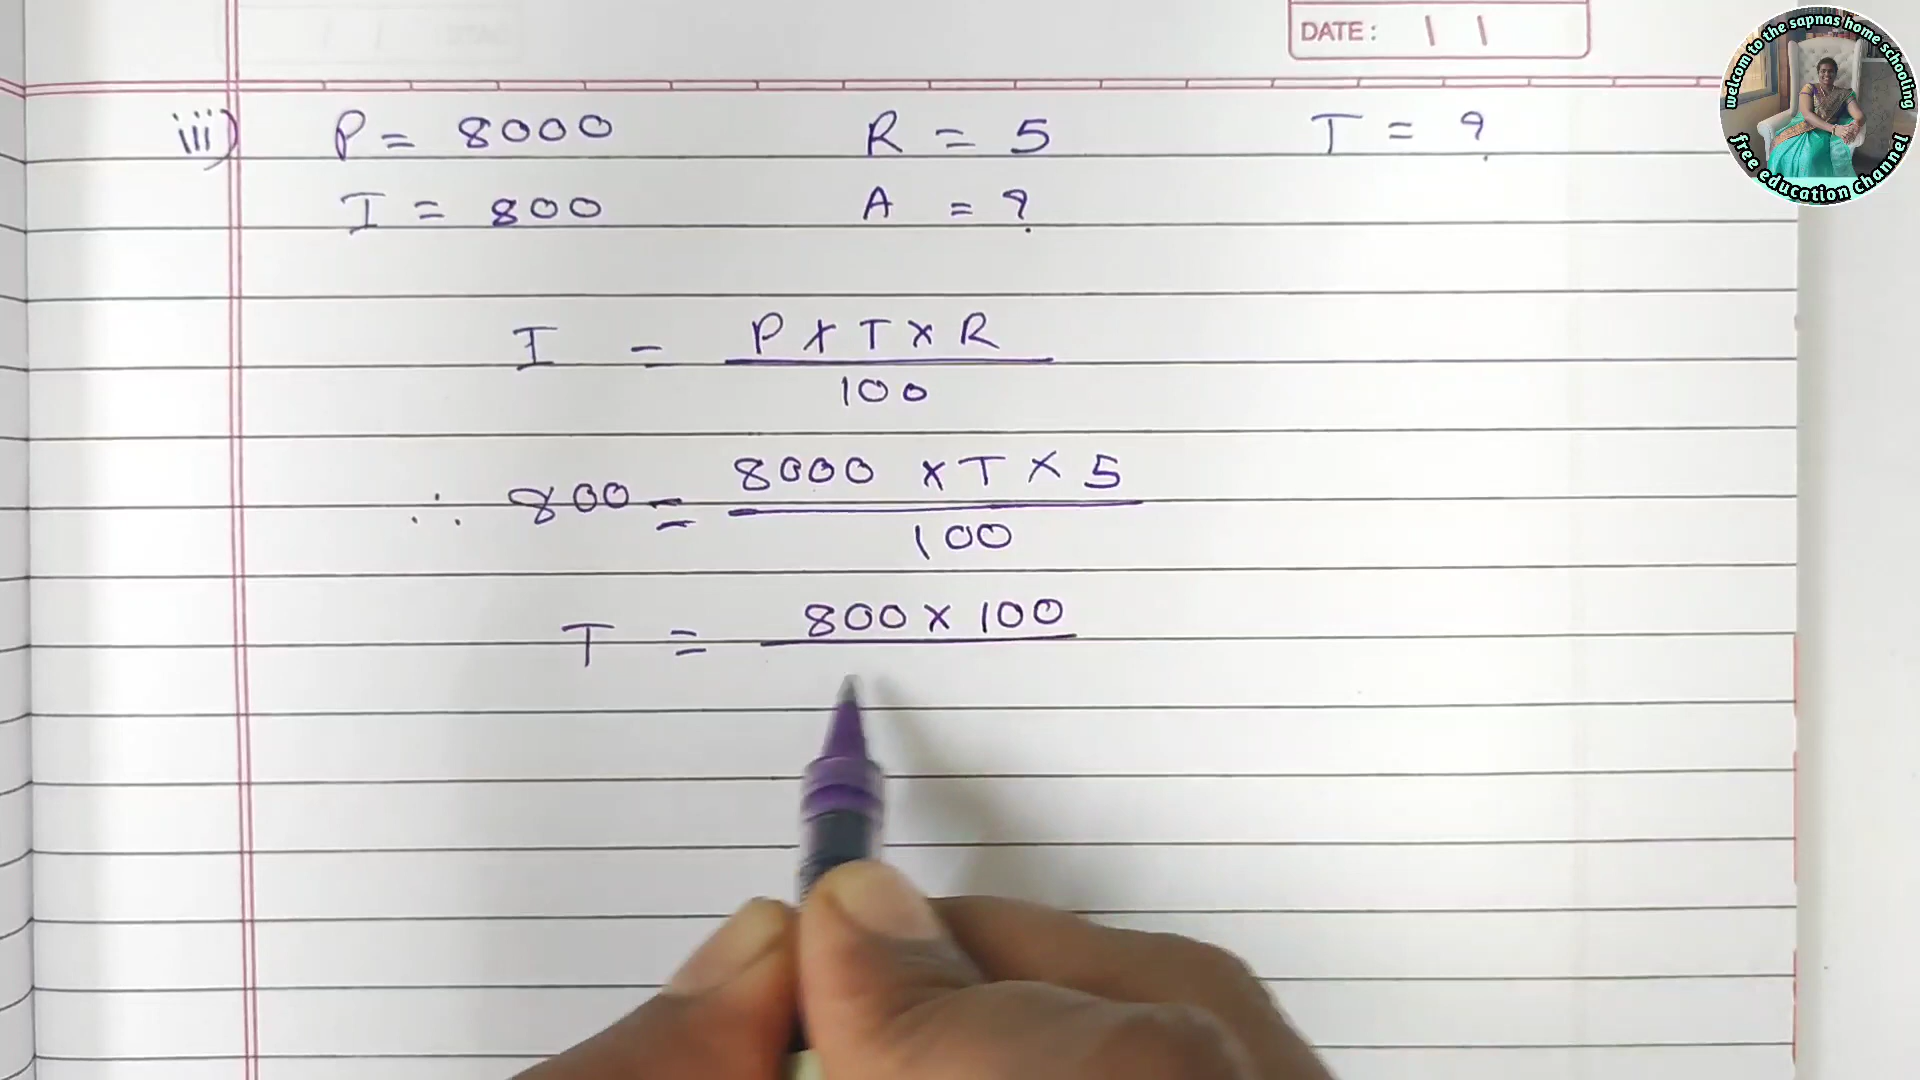 DATE :
welcom to the sapnas home schooling
free education channel
iii) P = 8000 R = 5 T = ?
I = 800 A = ?
I = P × T × R
100
∴ 800 = 8000 × T × 5
100
T = 800 × 100